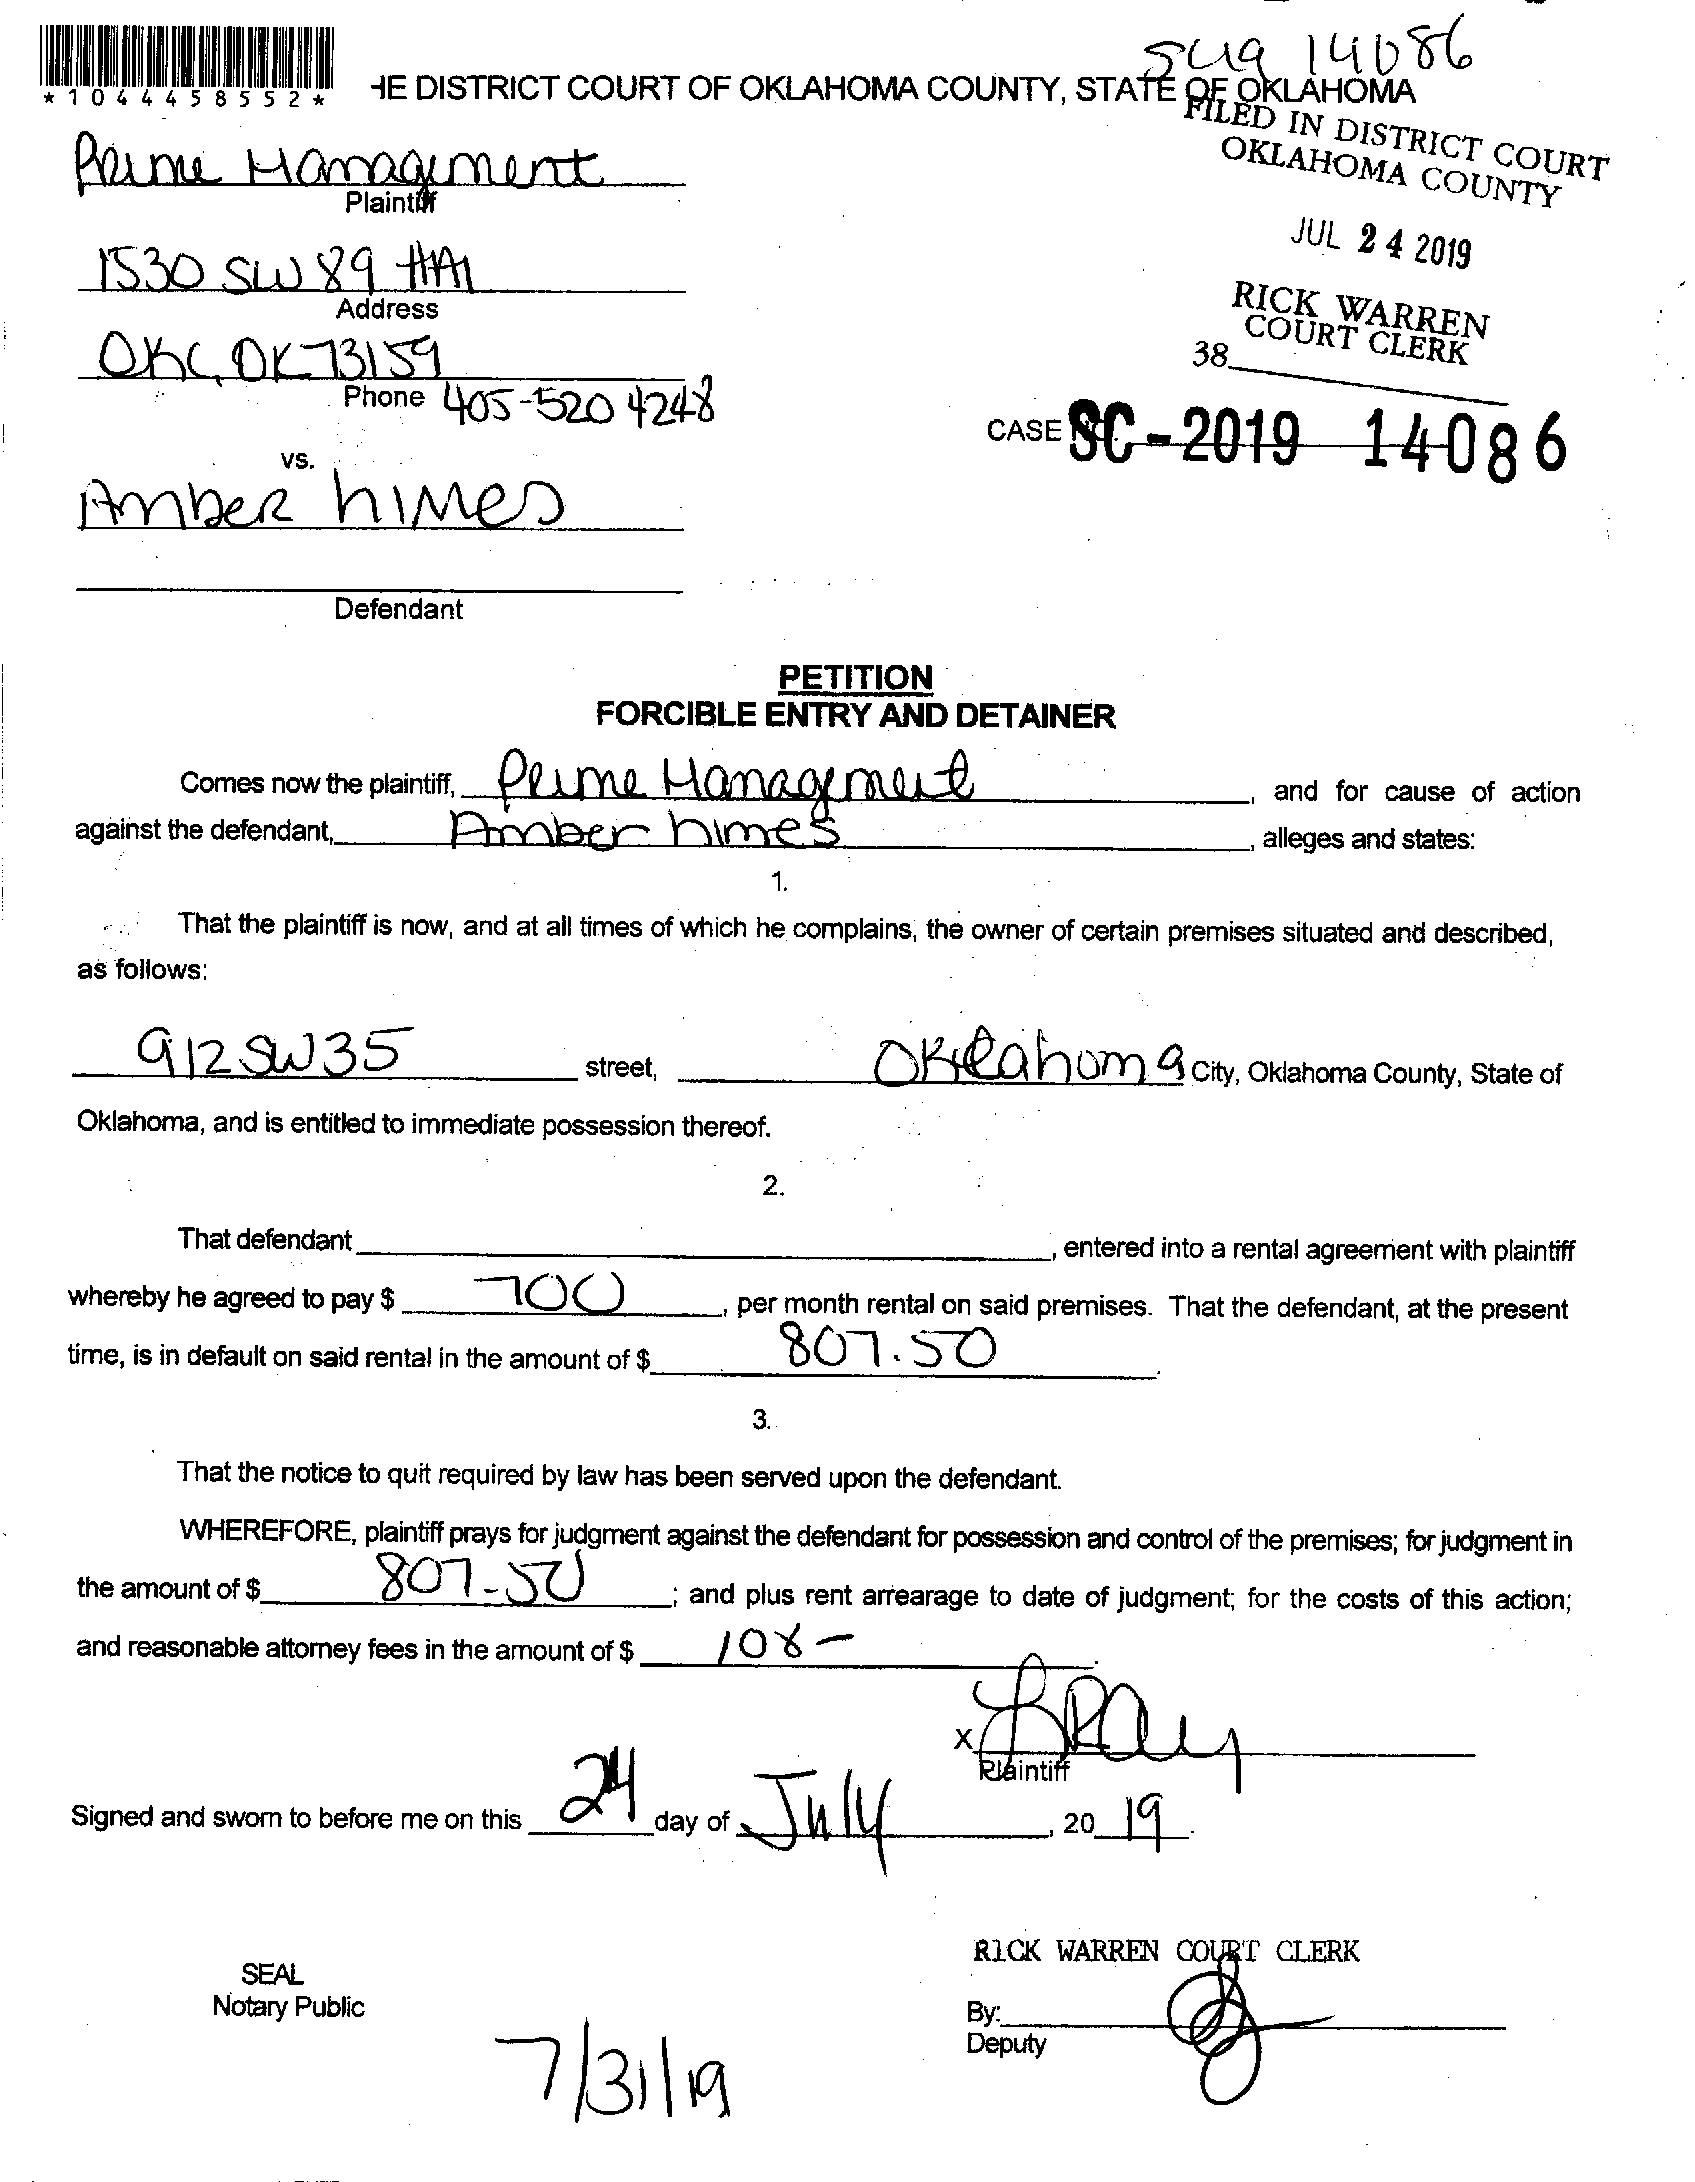 SC19 14086
*1044458552*
HE DISTRICT COURT OF OKLAHOMA COUNTY, STATE OF OKLAHOMA
FILED IN DISTRICT COURT
OKLAHOMA COUNTY
Prime Management
Plaintiff
JUL 24 2019
1530 SW 89 #A1
Address
RICK WARREN
COURT CLERK
OKC, OK 73159
38
Phone 405-520 4248
CASE SC-2019 14086
vs.
Amber himes
Defendant
PETITION
FORCIBLE ENTRY AND DETAINER
Comes now the plaintiff, Prime Management, and for cause of action
against the defendant, Amber himes, alleges and states:
1.
That the plaintiff is now, and at all times of which he complains, the owner of certain premises situated and described,
as follows:
912 SW 35 street, Oklahoma City, Oklahoma County, State of
Oklahoma, and is entitled to immediate possession thereof.
2.
That defendant , entered into a rental agreement with plaintiff
whereby he agreed to pay $ 700, per month rental on said premises. That the defendant, at the present
time, is in default on said rental in the amount of $ 807.50.
3.
That the notice to quit required by law has been served upon the defendant.
WHEREFORE, plaintiff prays for judgment against the defendant for possession and control of the premises; for judgment in
the amount of $ 807-50; and plus rent arrearage to date of judgment; for the costs of this action;
and reasonable attorney fees in the amount of $ 108-.
X
Plaintiff
Signed and sworn to before me on this 24 day of July, 20 19.
RICK WARREN COURT CLERK
SEAL
Notary Public
By:
Deputy
7/31/19